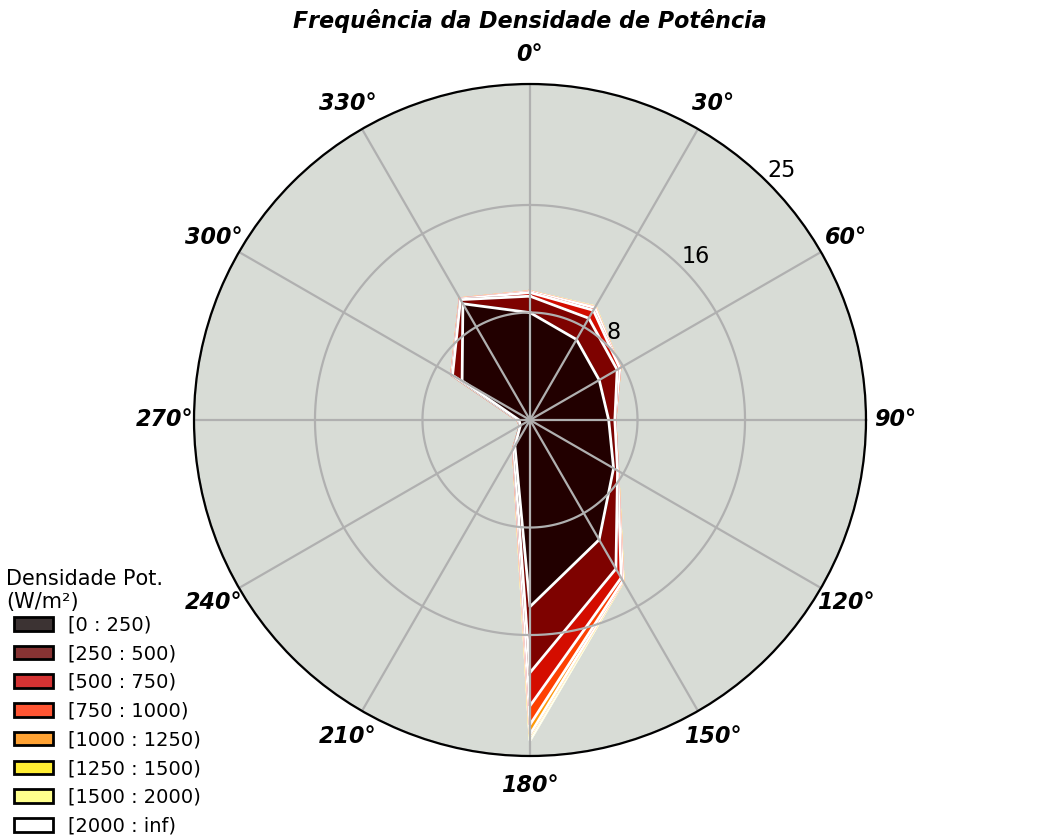 Frequência da Densidade de Potência
0°
330°
30°
25
300°
60°
16
8
270°
90°
Densidade Pot.
(W/m²)
240°
120°
[0 : 250)
[250 : 500)
[500 : 750)
[750 : 1000)
210°
150°
[1000 : 1250)
[1250 : 1500)
180°
[1500 : 2000)
[2000 : inf)